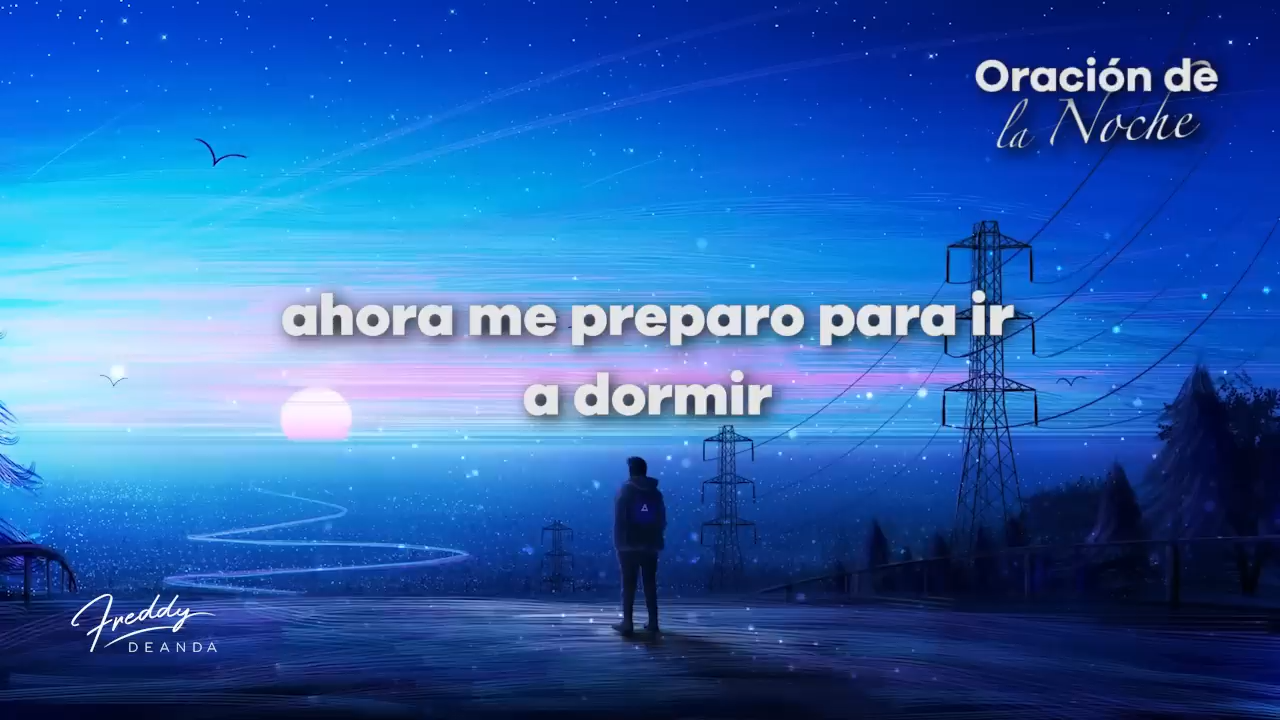 Oración de
la Noche
ahora me preparo para ir
a dormir
Freddy
DEANDA